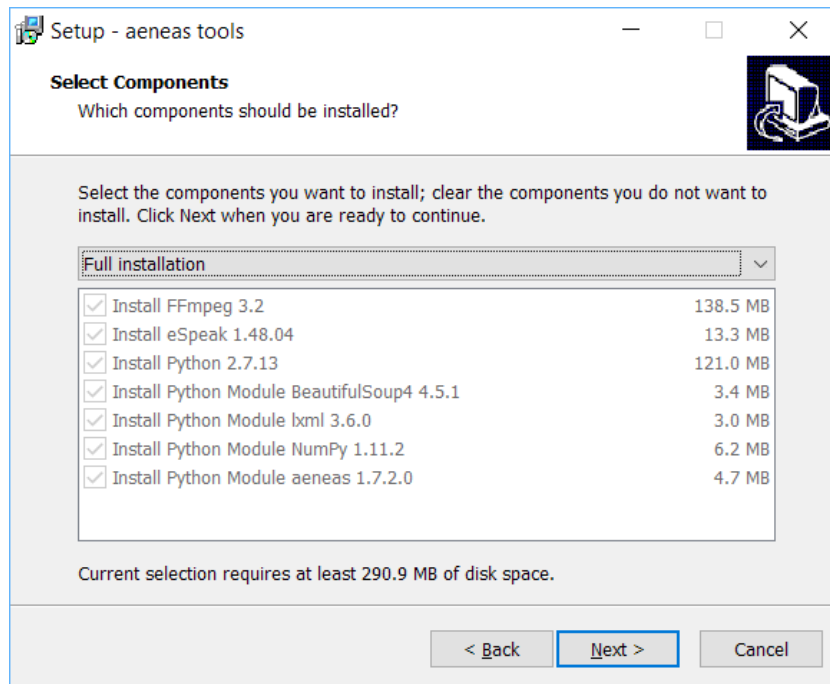 Setup - aeneas tools
Select Components
Which components should be installed?
Select the components you want to install; clear the components you do not want to
install. Click Next when you are ready to continue.
Full installation
Install FFmpeg 3.2 138.5 MB
Install eSpeak 1.48.04 13.3 MB
Install Python 2.7.13 121.0 MB
Install Python Module BeautifulSoup4 4.5.1 3.4 MB
Install Python Module lxml 3.6.0 3.0 MB
Install Python Module NumPy 1.11.2 6.2 MB
Install Python Module aeneas 1.7.2.0 4.7 MB
Current selection requires at least 290.9 MB of disk space.
< Back Next > Cancel